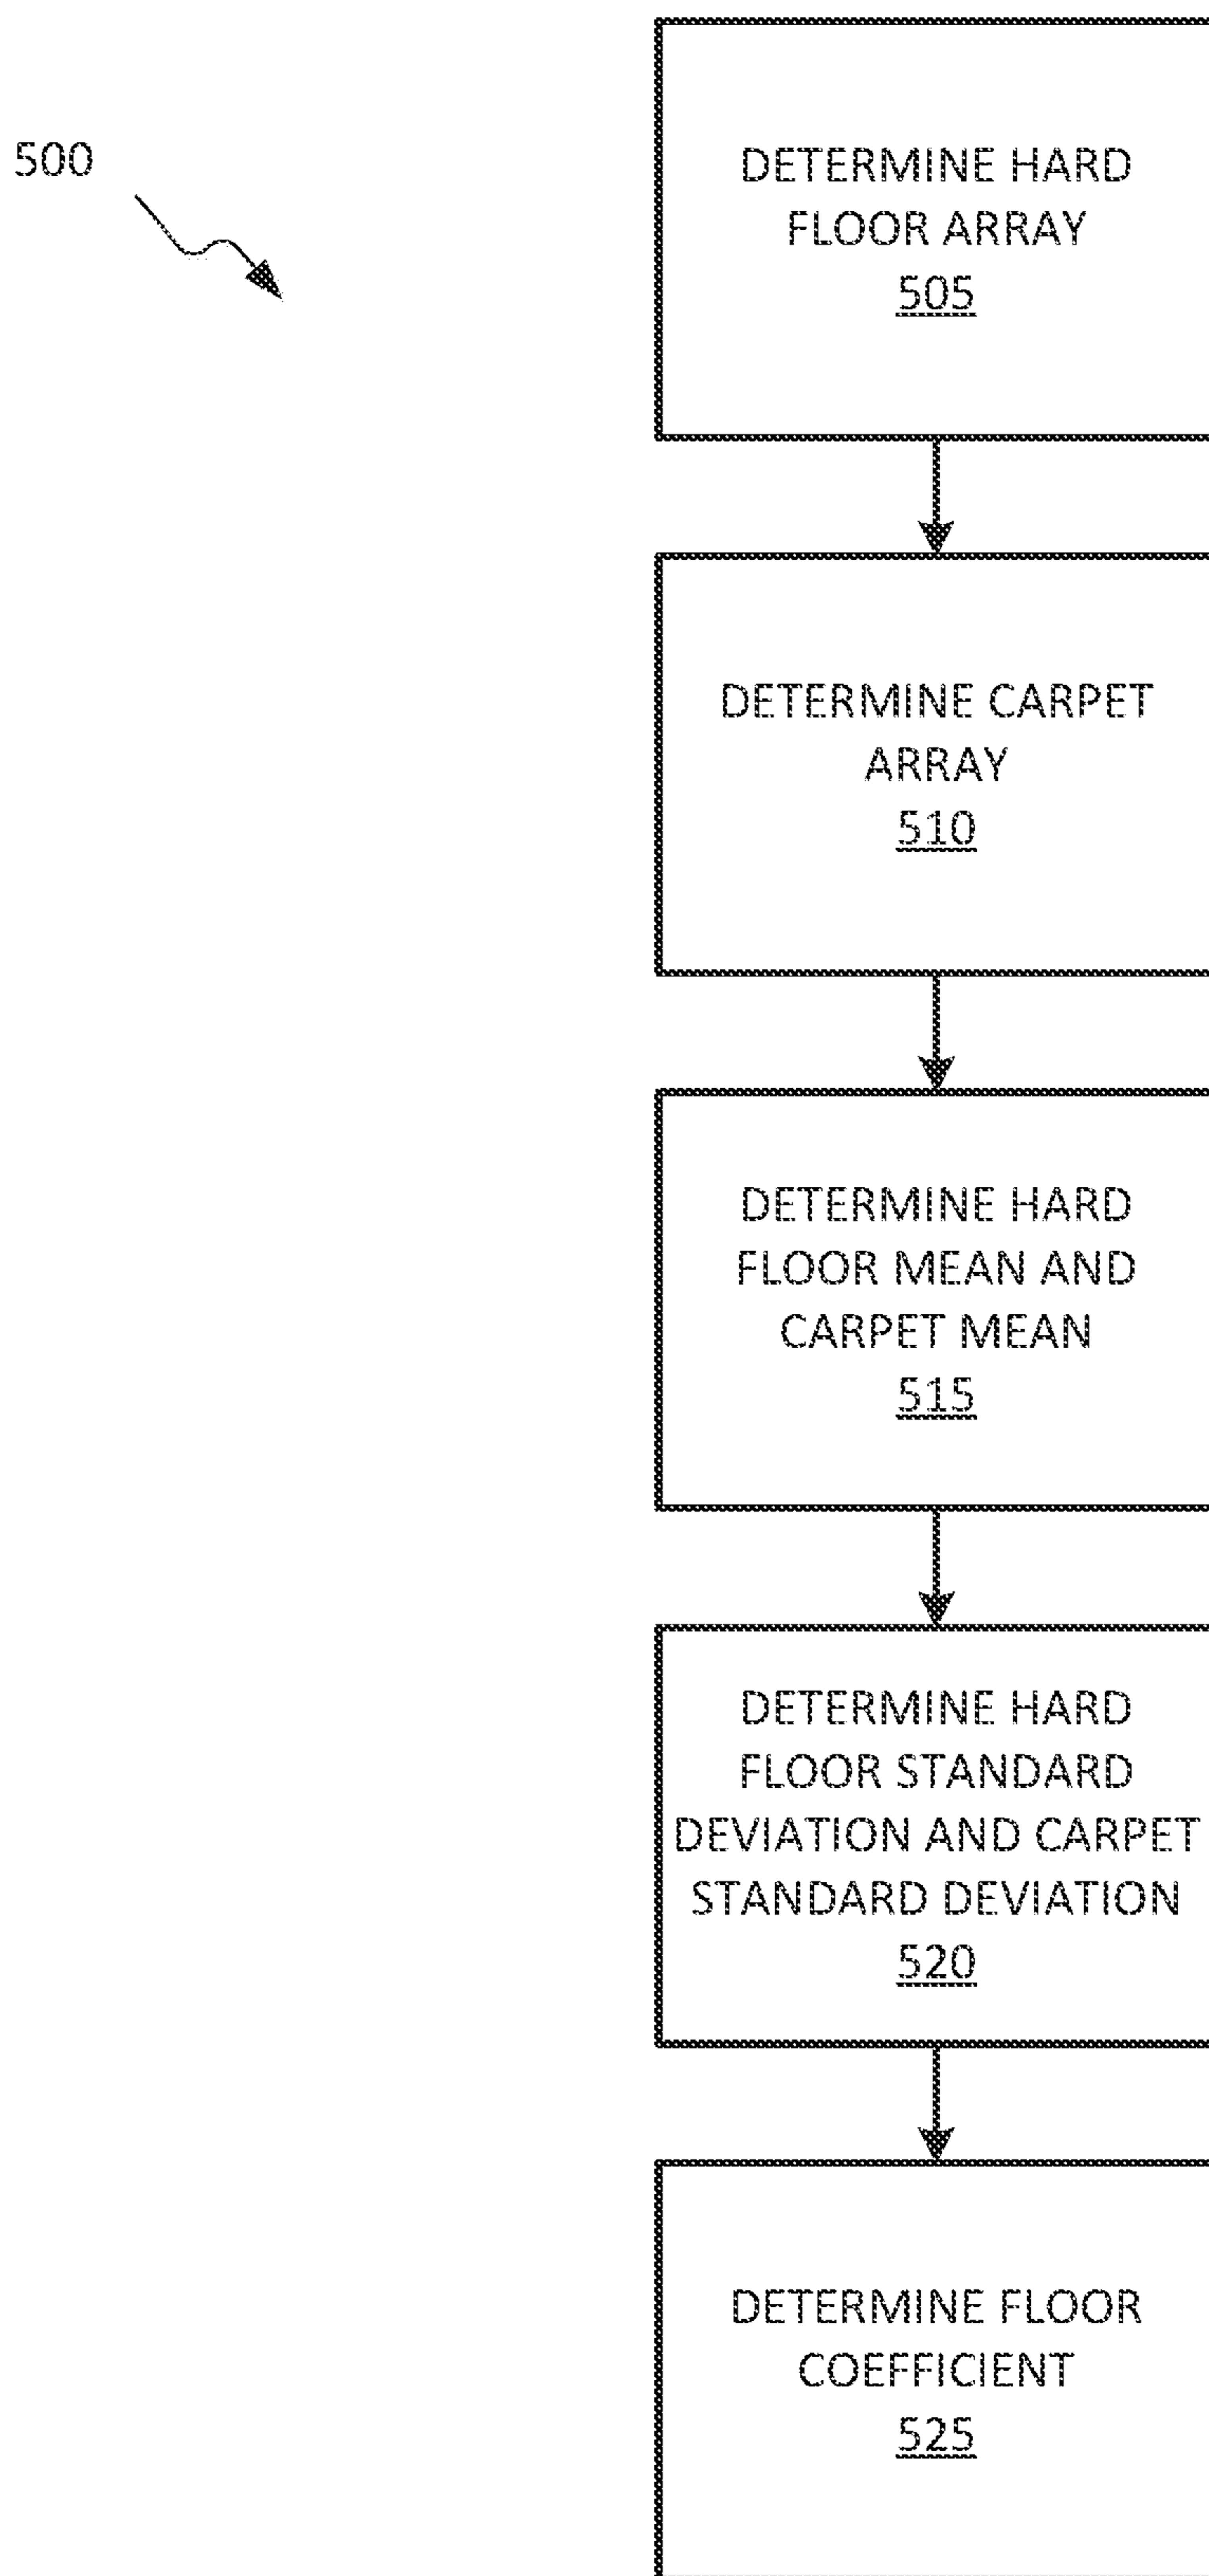 500
DETERMINE HARD
FLOOR ARRAY
505
DETERMINE CARPET
ARRAY
510
DETERMINE HARD
FLOOR MEAN AND
CARPET MEAN
515
DETERMINE HARD
FLOOR STANDARD
DEVIATION AND CARPET
STANDARD DEVIATION
520
DETERMINE FLOOR
COEFFICIENT
525